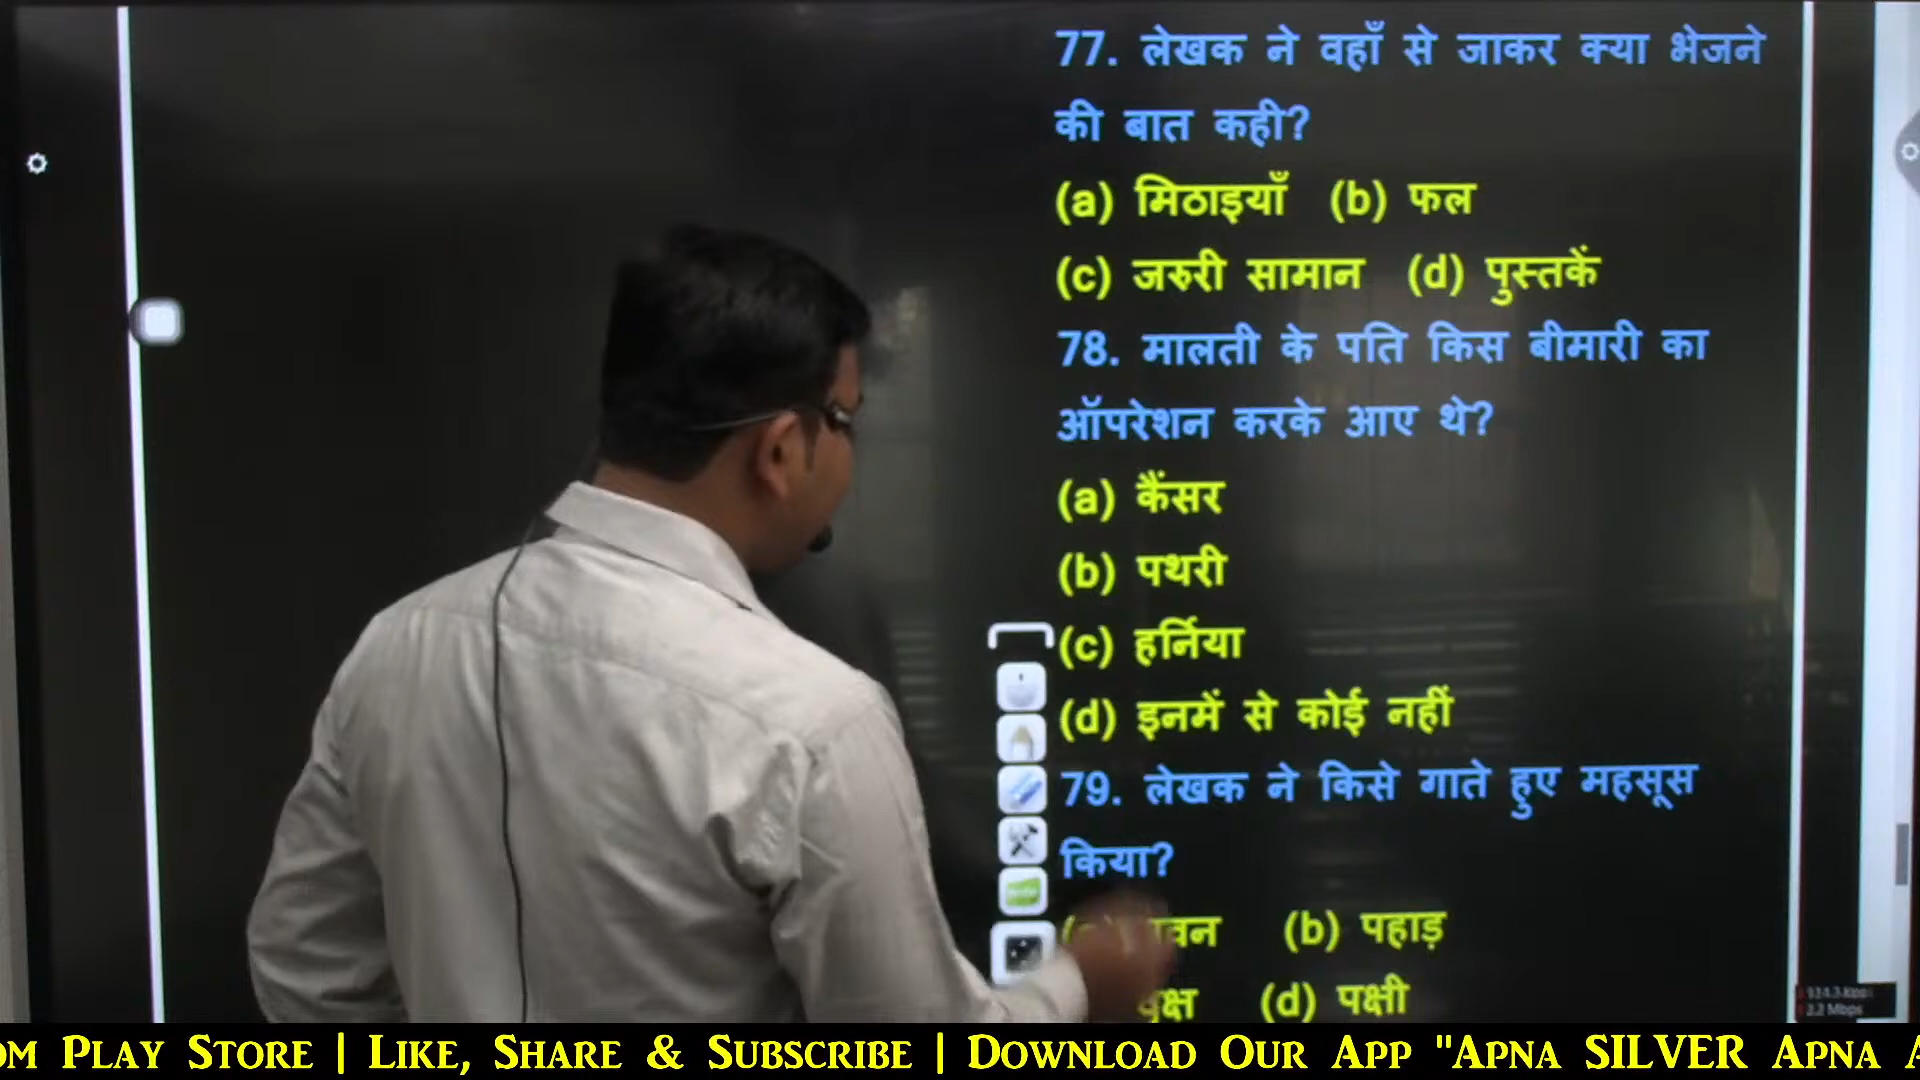 77. लेखक ने वहाँ से जाकर क्या भेजने
की बात कही?
(a) मिठाइयाँ (b) फल
(c) जरुरी सामान (d) पुस्तकें
78. मालती के पति किस बीमारी का
ऑपरेशन करके आए थे?
(a) कैंसर
(b) पथरी
(c) हर्निया
(d) इनमें से कोई नहीं
79. लेखक ने किसे गाते हुए महसूस
किया?
(b) पहाड़
(d) पक्षी
Play Store | Like, Share & Subscribe | Download Our App "Apna SILVER Apna